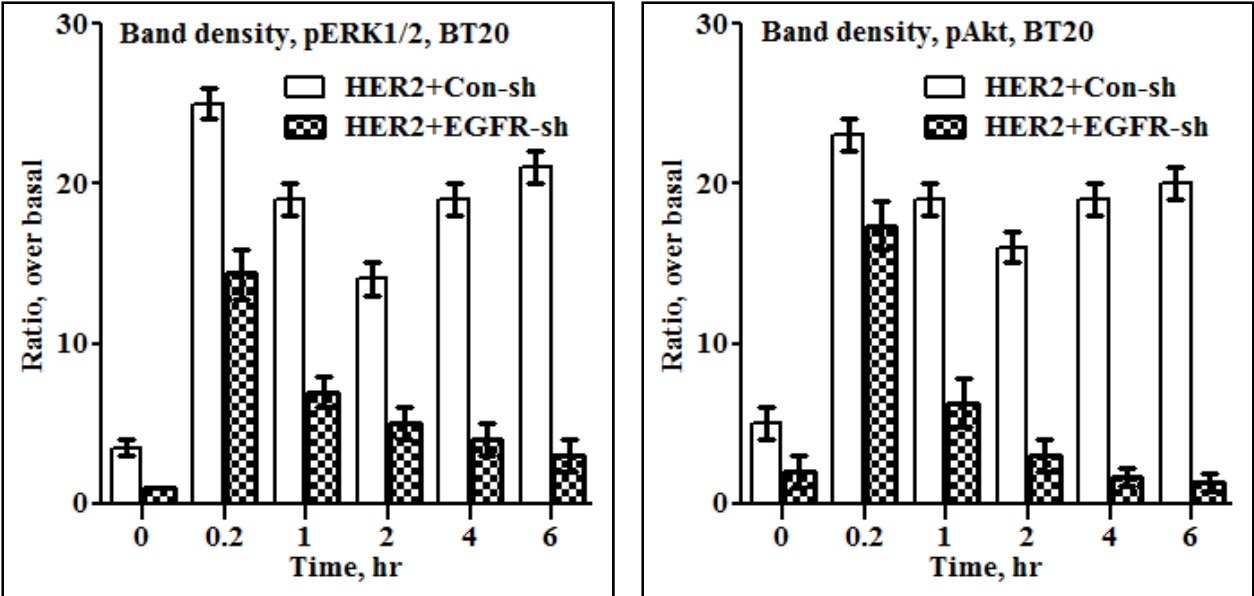 Band density, pERK1/2, BT20
HER2+Con-sh
HER2+EGFR-sh
Ratio, over basal
30
20
10
0
0 0.2 1 2 4 6
Time, hr
Band density, pAkt, BT20
HER2+Con-sh
HER2+EGFR-sh
Ratio, over basal
30
20
10
0
0 0.2 1 2 4 6
Time, hr